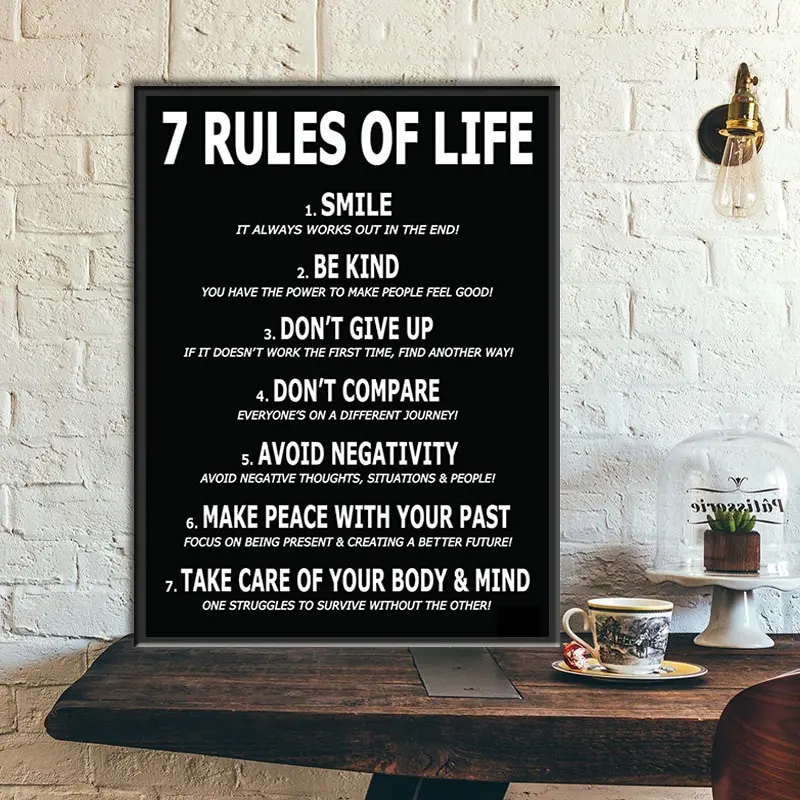 7 RULES OF LIFE
1. SMILE
IT ALWAYS WORKS OUT IN THE END!
2. BE KIND
YOU HAVE THE POWER TO MAKE PEOPLE FEEL GOOD!
3. DON'T GIVE UP
IF IT DOESN'T WORK THE FIRST TIME, FIND ANOTHER WAY!
4. DON'T COMPARE
EVERYONE'S ON A DIFFERENT JOURNEY!
5. AVOID NEGATIVITY
AVOID NEGATIVE THOUGHTS, SITUATIONS & PEOPLE!
6. MAKE PEACE WITH YOUR PAST
FOCUS ON BEING PRESENT & CREATING A BETTER FUTURE!
7. TAKE CARE OF YOUR BODY & MIND
ONE STRUGGLES TO SURVIVE WITHOUT THE OTHER!
Pâtisserie